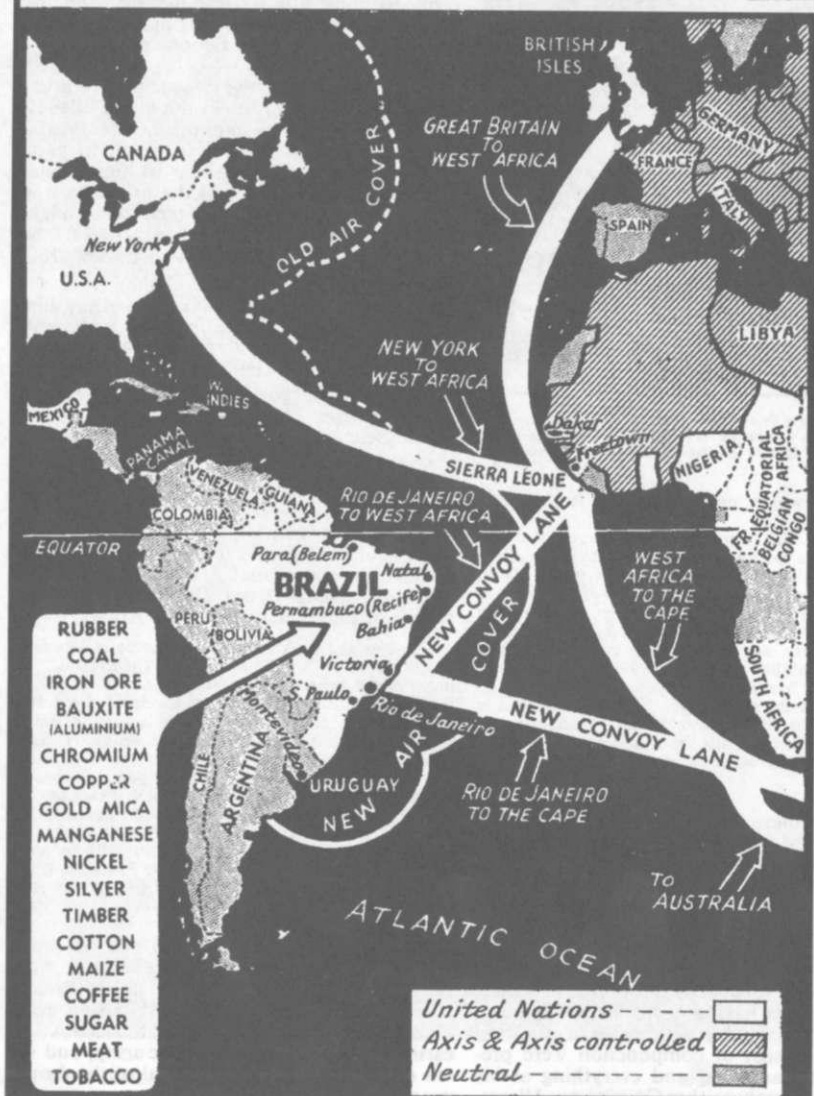 BRITISH
ISLES
CANADA
GREAT BRITAIN
TO
WEST AFRICA
GERMANY
FRANCE
ITALY
SPAIN
OLD AIR COVER
New York
U.S.A.
LIBYA
NEW YORK
TO
WEST AFRICA
W.
INDIES
MEXICO
Dakar
Freetown
PANAMA
CANAL
NIGERIA
FR. EQUATORIAL
AFRICA
BELGIAN
CONGO
SIERRA LEONE
VENEZUELA
GUIANA
COLOMBIA
RIO DE JANEIRO
TO WEST AFRICA
NEW CONVOY LANE
EQUATOR
Para (Belem)
BRAZIL
Natal
Pernambuco (Recife)
Bahia
WEST
AFRICA
TO THE
CAPE
PERU
BOLIVIA
Victoria
S. Paulo
Rio de Janeiro
NEW AIR COVER
NEW CONVOY LANE
SOUTH AFRICA
Montevideo
CHILE
ARGENTINA
URUGUAY
RIO DE JANEIRO
TO THE CAPE
TO
AUSTRALIA
ATLANTIC OCEAN
RUBBER
COAL
IRON ORE
BAUXITE
(ALUMINIUM)
CHROMIUM
COPPER
GOLD MICA
MANGANESE
NICKEL
SILVER
TIMBER
COTTON
MAIZE
COFFEE
SUGAR
MEAT
TOBACCO
United Nations
Axis & Axis controlled
Neutral